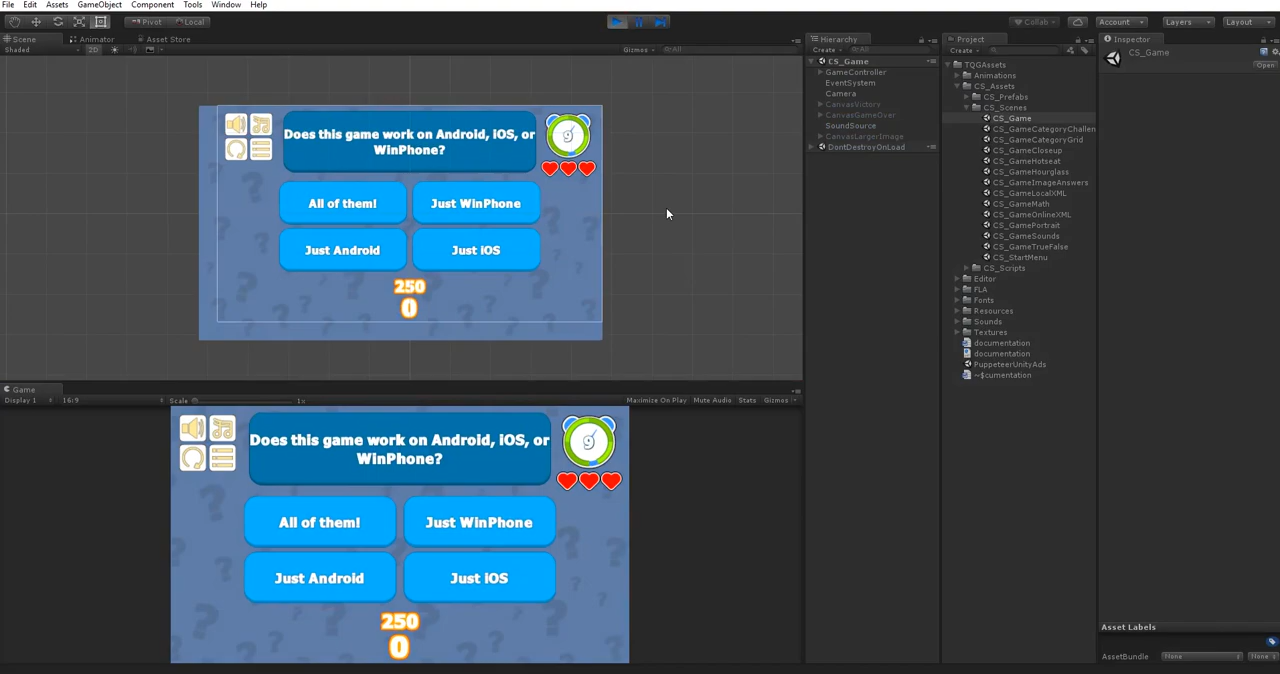 File Edit Assets GameObject Component Tools Window Help
Pivot Local Collab Account Layers Layout
Scene Animator Asset Store
Shaded 2D Gizmos All
Does this game work on Android, iOS, or
WinPhone?
9
All of them! Just WinPhone
Just Android Just iOS
250
0
Game
Display 1 16:9 Scale 1x Maximize On Play Mute Audio Stats Gizmos
Does this game work on Android, iOS, or
WinPhone?
9
All of them! Just WinPhone
Just Android Just iOS
250
0
Hierarchy
Create All
CS_Game
GameController
EventSystem
Camera
CanvasVictory
CanvasGameOver
SoundSource
CanvasLargerImage
DontDestroyOnLoad
Project
Create
TQGAssets
Animations
CS_Assets
CS_Prefabs
CS_Scenes
CS_Game
CS_GameCategoryChallen
CS_GameCategoryGrid
CS_GameCloseup
CS_GameHotseat
CS_GameHourglass
CS_GameImageAnswers
CS_GameLocalXML
CS_GameMath
CS_GameOnlineXML
CS_GamePortrait
CS_GameSounds
CS_GameTrueFalse
CS_StartMenu
CS_Scripts
Editor
FLA
Fonts
Resources
Sounds
Textures
documentation
documentation
PuppeteerUnityAds
~$cumentation
Inspector
CS_Game
Open
Asset Labels
AssetBundle None None